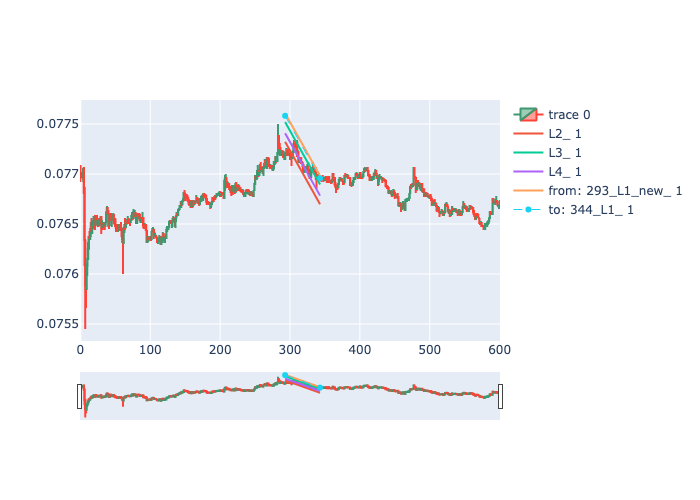 0.0775
0.077
0.0765
0.076
0.0755
0 100 200 300 400 500 600
trace 0
L2_ 1
L3_ 1
L4_ 1
from: 293_L1_new_ 1
to: 344_L1_ 1